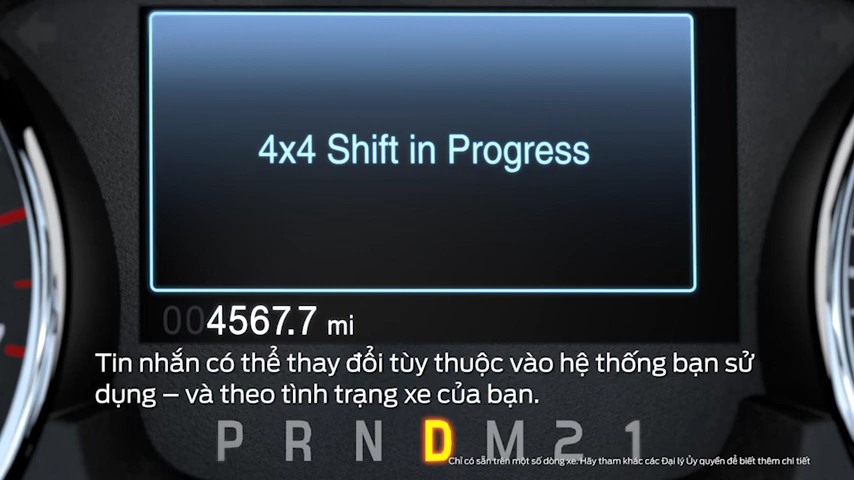 4x4 Shift in Progress
004567.7 mi
Tin nhắn có thể thay đổi tùy thuộc vào hệ thống bạn sử
dụng – và theo tình trạng xe của bạn.
P R N D M 2 1
Chỉ có sẵn trên một số dòng xe. Hãy tham khảo các Đại lý Ủy quyền để biết thêm chi tiết